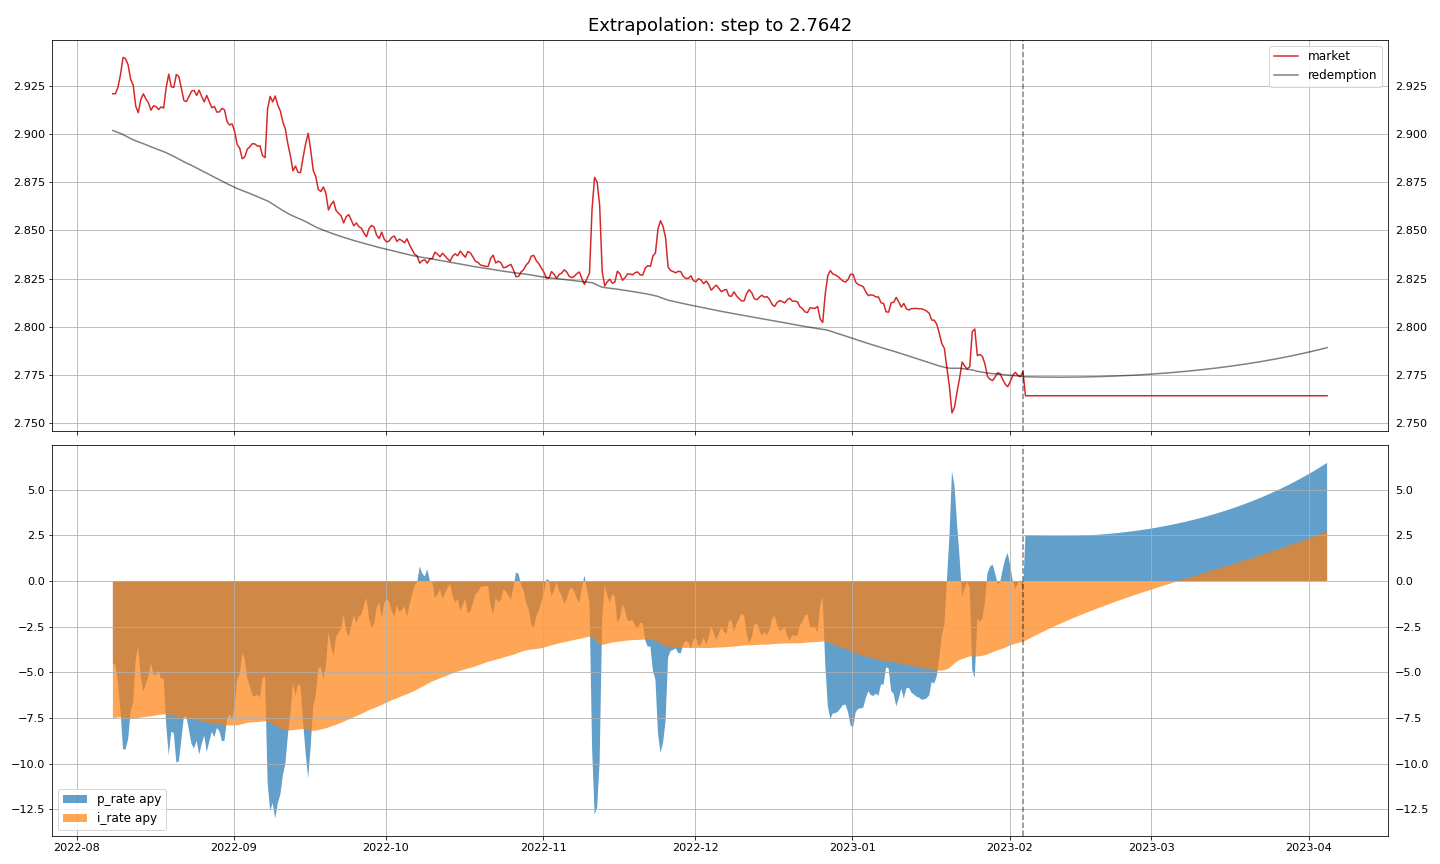 Extrapolation: step to 2.7642
market
redemption
2.925 2.925
2.900 2.900
2.875 2.875
2.850 2.850
2.825 2.825
2.800 2.800
2.775 2.775
2.750 2.750
5.0 5.0
2.5 2.5
0.0 0.0
−2.5 −2.5
−5.0 −5.0
−7.5 −7.5
−10.0 −10.0
−12.5 −12.5
p_rate apy
i_rate apy
2022-08 2022-09 2022-10 2022-11 2022-12 2023-01 2023-02 2023-03 2023-04